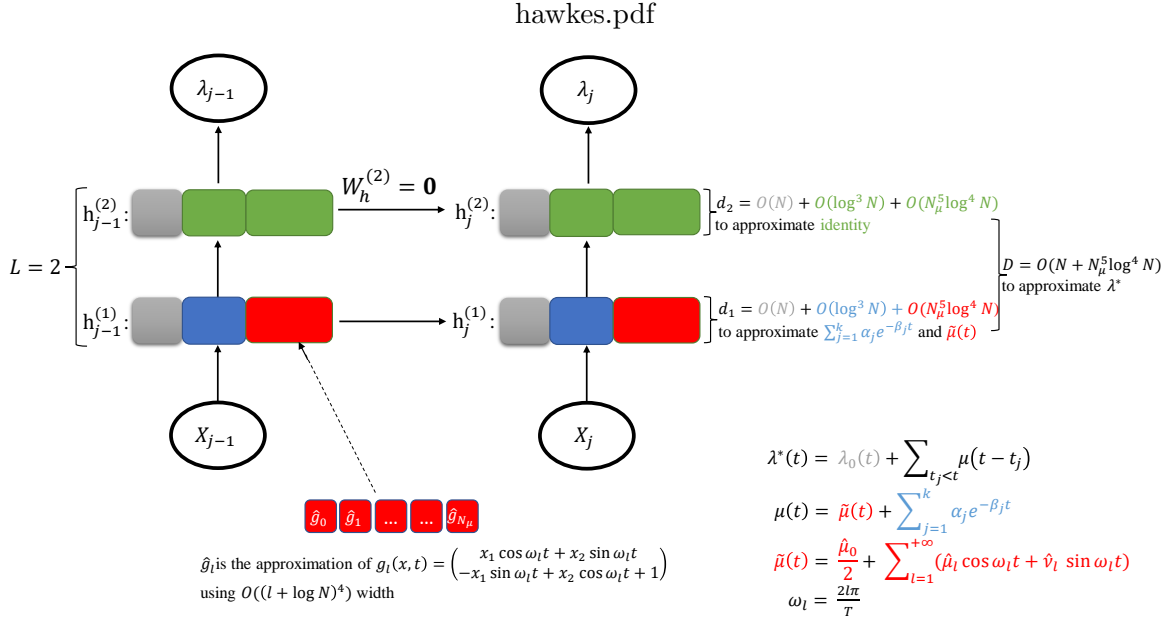 hawkes.pdf
λ_{j−1}
λ_j
h_{j−1}^{(2)}:
W_h^{(2)} = 0
h_j^{(2)}:
d_2 = O(N) + O(log^3 N) + O(N_μ^5 log^4 N)
to approximate identity
L = 2
D = O(N + N_μ^5 log^4 N)
to approximate λ*
h_{j−1}^{(1)}:
h_j^{(1)}:
d_1 = O(N) + O(log^3 N) + O(N_μ^5 log^4 N)
to approximate ∑_{j=1}^k α_j e^{−β_j t} and μ̃(t)
X_{j−1}
X_j
λ*(t) = λ_0(t) + ∑_{t_j<t} μ(t − t_j)
μ(t) = μ̃(t) + ∑_{j=1}^k α_j e^{−β_j t}
μ̃(t) = μ̂_0/2 + ∑_{l=1}^{+∞} (μ̂_l cos ω_l t + ν̂_l sin ω_l t)
ω_l = 2lπ/T
ĝ_0 ĝ_1 ... ... ĝ_{N_μ}
ĝ_l is the approximation of g_l(x, t) = (x_1 cos ω_l t + x_2 sin ω_l t
−x_1 sin ω_l t + x_2 cos ω_l t + 1)
using O((l + log N)^4) width